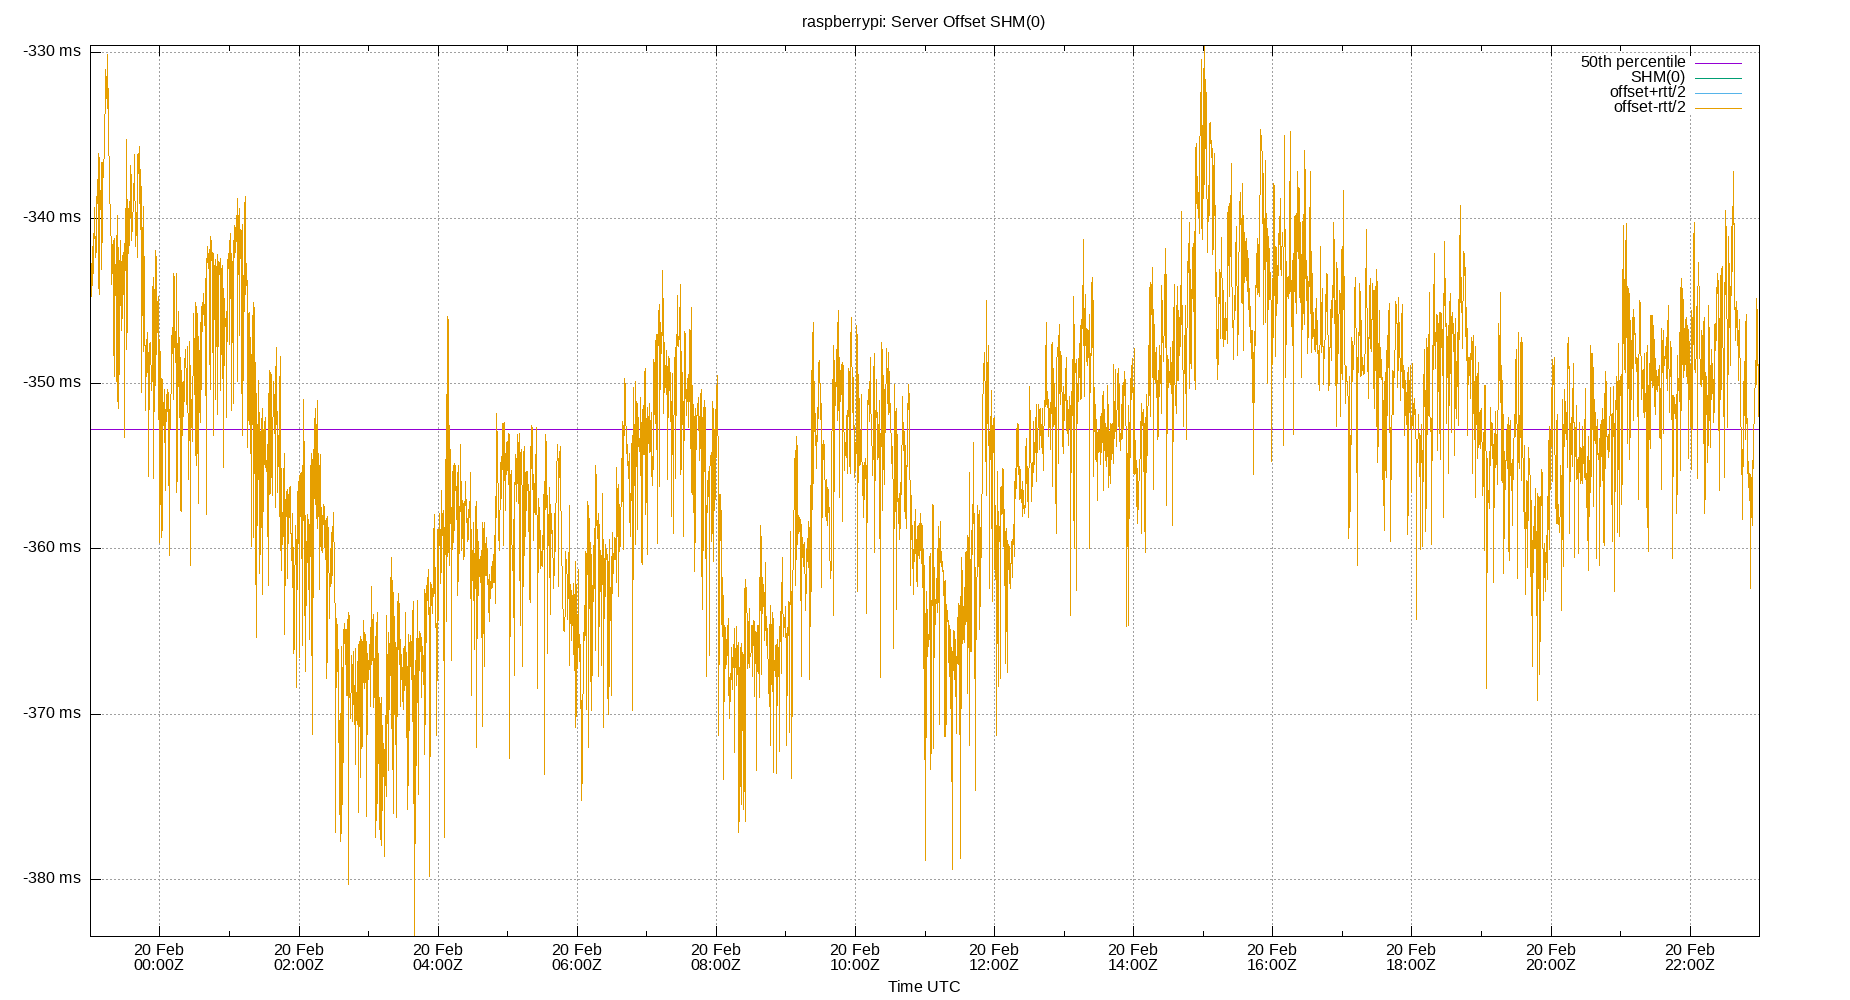 raspberrypi: Server Offset SHM(0)
-330 ms
-340 ms
-350 ms
-360 ms
-370 ms
-380 ms
50th percentile
SHM(0)
offset+rtt/2
offset-rtt/2
20 Feb 20 Feb 20 Feb 20 Feb 20 Feb 20 Feb 20 Feb 20 Feb 20 Feb 20 Feb 20 Feb 20 Feb
00:00Z 02:00Z 04:00Z 06:00Z 08:00Z 10:00Z 12:00Z 14:00Z 16:00Z 18:00Z 20:00Z 22:00Z
Time UTC